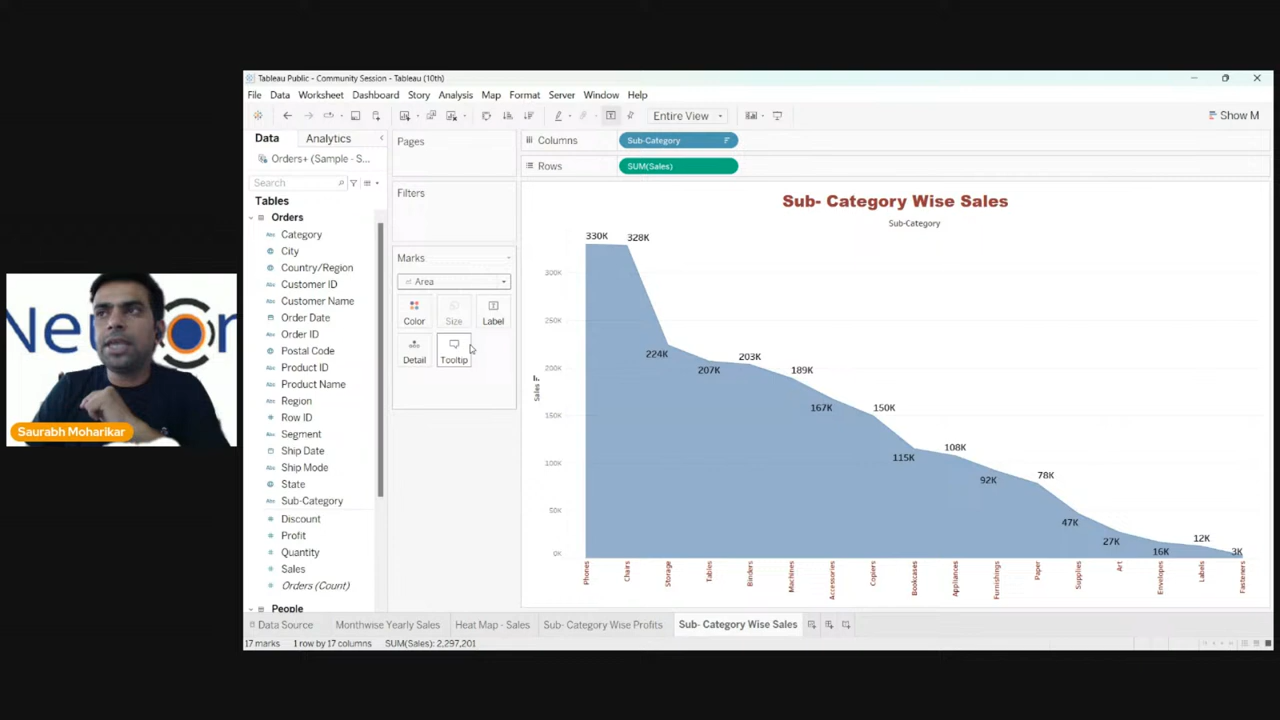 Tableau Public - Community Session - Tableau (10th)
File Data Worksheet Dashboard Story Analysis Map Format Server Window Help
Entire View
Show M
Data Analytics
Orders+ (Sample - S...
Search
Tables
Orders
Category
City
Country/Region
Customer ID
Customer Name
Order Date
Order ID
Postal Code
Product ID
Product Name
Region
Row ID
Segment
Ship Date
Ship Mode
State
Sub-Category
Discount
Profit
Quantity
Sales
Orders (Count)
People
Pages
Filters
Marks
Area
Color Size Label
Detail Tooltip
Columns Sub-Category
Rows SUM(Sales)
Sub- Category Wise Sales
Sub-Category
330K 328K 224K 207K 203K 189K 167K 150K 115K 108K 92K 78K 47K 27K 16K 12K 3K
Sales
300K
250K
200K
150K
100K
50K
0K
Phones Chairs Storage Tables Binders Machines Accessories Copiers Bookcases Appliances Furnishings Paper Supplies Art Envelopes Labels Fasteners
Data Source Monthwise Yearly Sales Heat Map - Sales Sub- Category Wise Profits Sub- Category Wise Sales
17 marks 1 row by 17 columns SUM(Sales): 2,297,201
Saurabh Moharikar